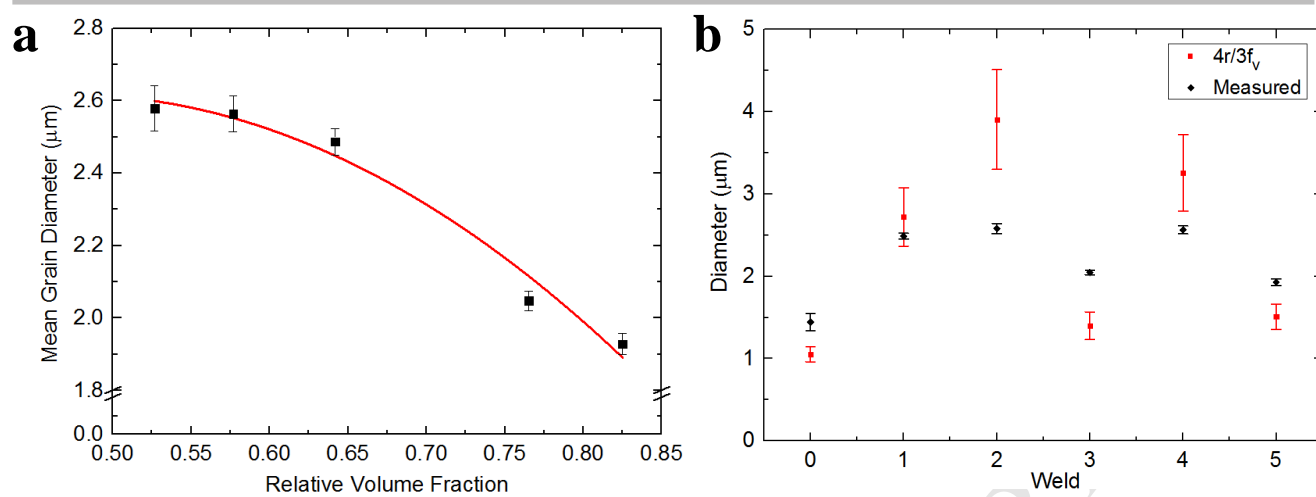 a
2.8
2.6
2.4
2.2
2.0
1.8
0.0
Mean Grain Diameter (μm)
0.50 0.55 0.60 0.65 0.70 0.75 0.80 0.85
Relative Volume Fraction
b
5
4
3
2
1
0
Diameter (μm)
4r/3fv
Measured
0 1 2 3 4 5
Weld